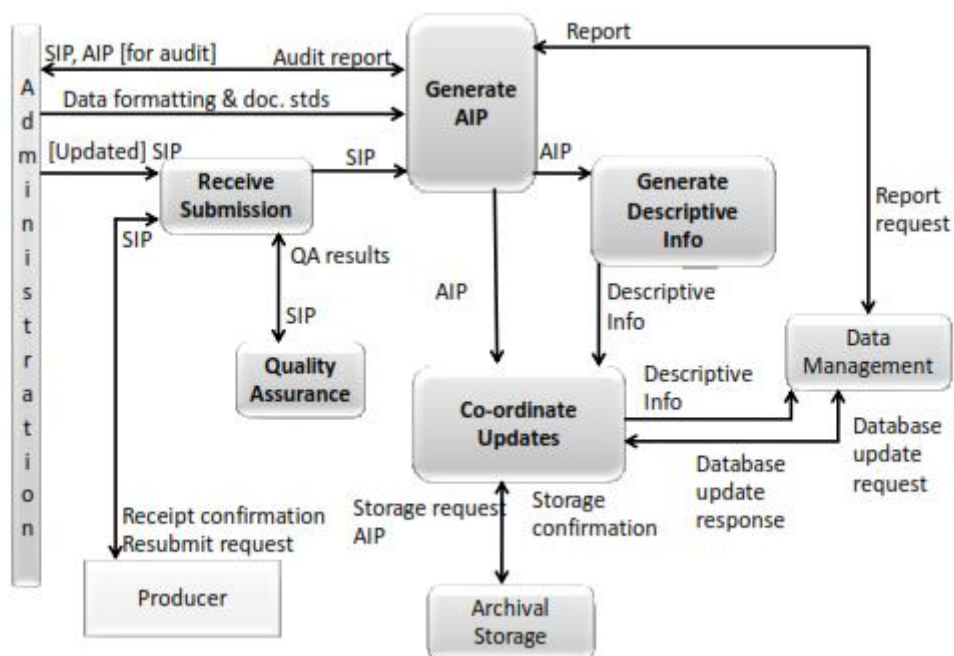 SIP, AIP [for audit]
Audit report
Data formatting & doc. stds
[Updated] SIP
SIP
Generate
AIP
Report
AIP
Receive
Submission
Generate
Descriptive
Info
Report
request
SIP
QA results
SIP
Quality
Assurance
AIP
Descriptive
Info
Data
Management
Co-ordinate
Updates
Descriptive
Info
Database
update
request
Database
update
response
Storage request
AIP
Storage
confirmation
Receipt confirmation
Resubmit request
Producer
Archival
Storage
Administration